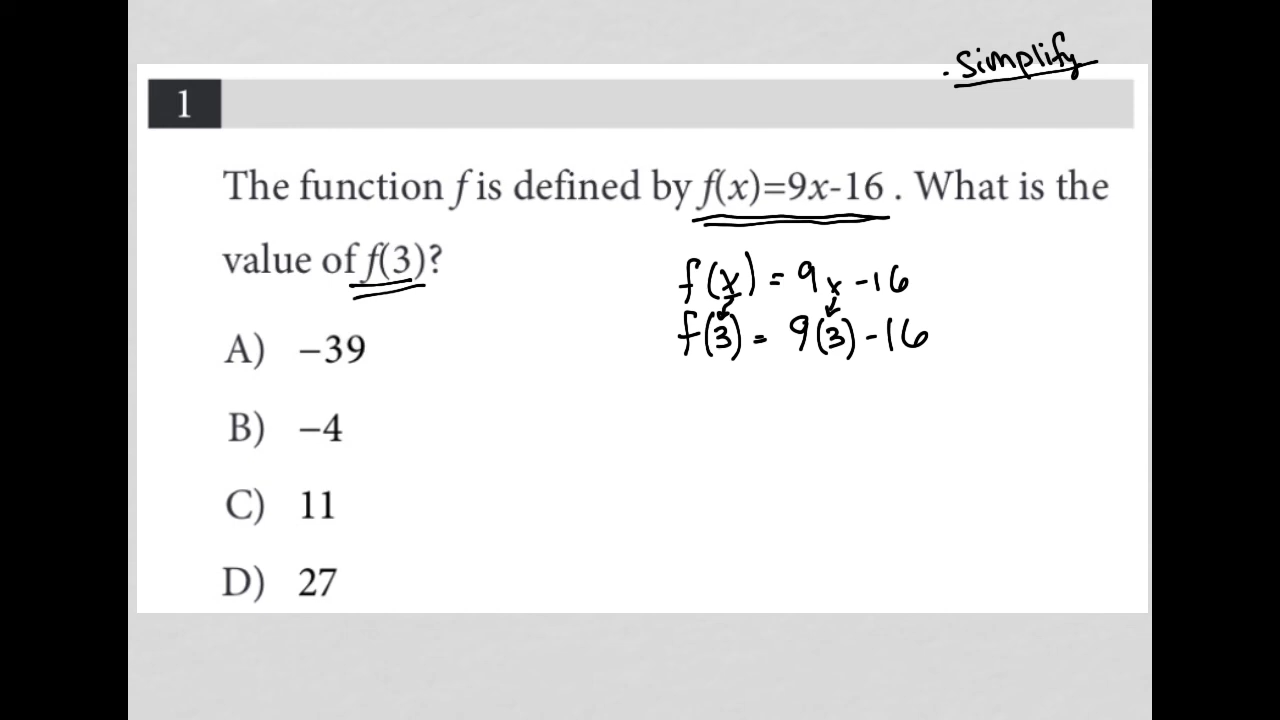 . Simplify
1
The function f is defined by f(x)=9x-16 . What is the
value of f(3)?
f(x) = 9x - 16
f(3) = 9(3) - 16
A) −39
B) −4
C) 11
D) 27